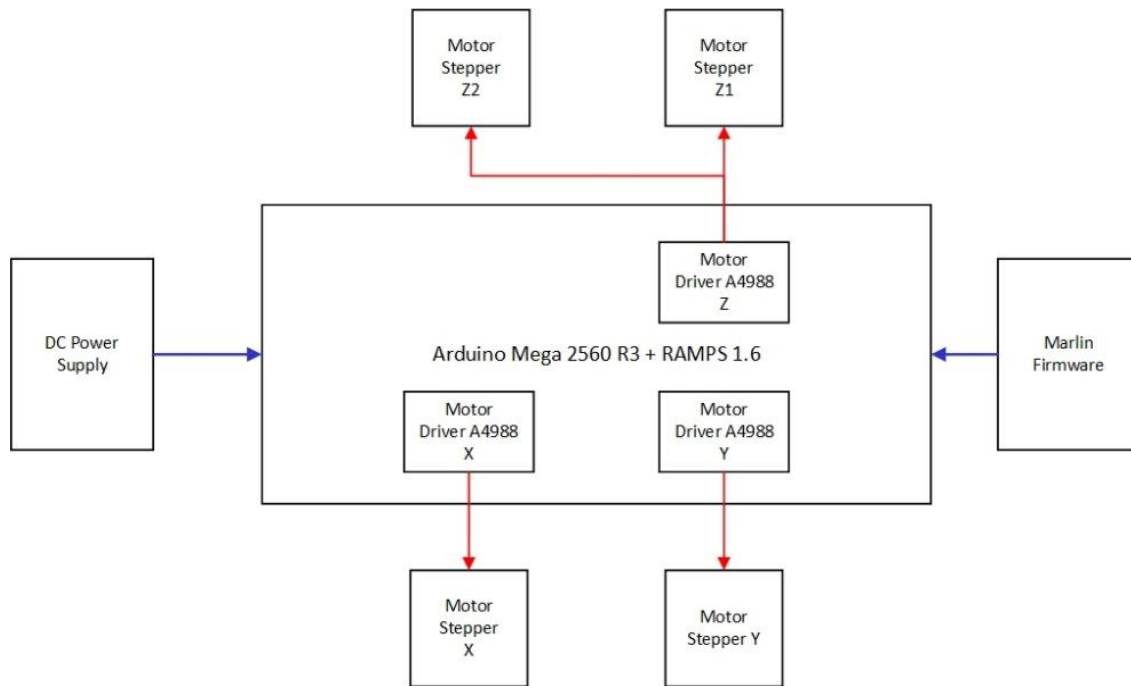 Motor
Stepper
Z2
Motor
Stepper
Z1
Motor
Driver A4988
Z
DC Power
Supply
Arduino Mega 2560 R3 + RAMPS 1.6
Marlin
Firmware
Motor
Driver A4988
X
Motor
Driver A4988
Y
Motor
Stepper
X
Motor
Stepper Y